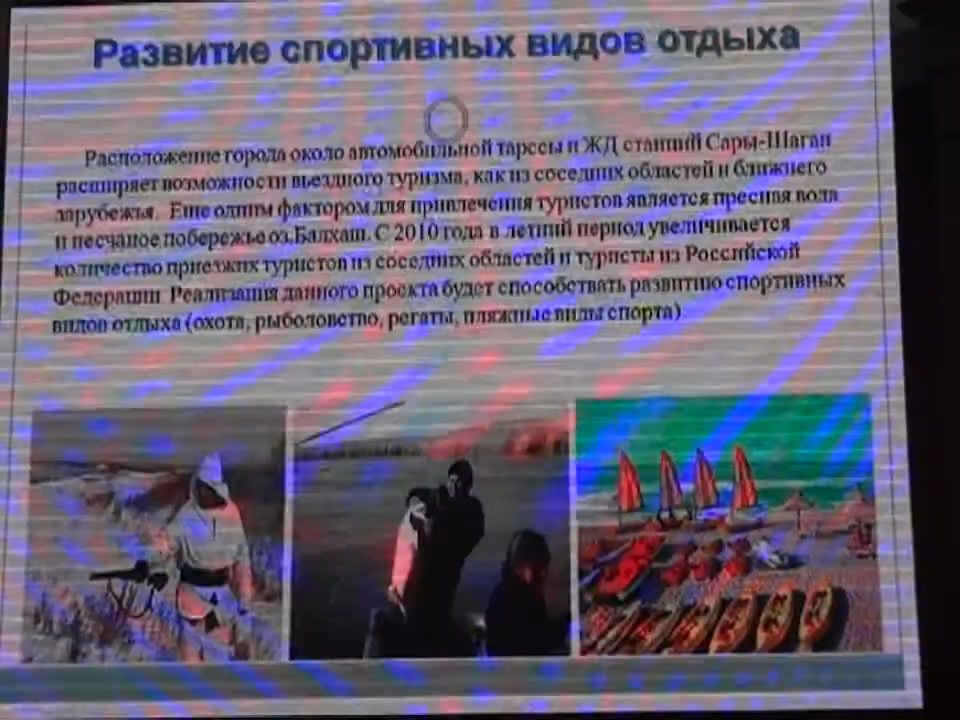 Развитие спортивных видов отдыха
Расположение города около автомобильной тарссы и ЖД станций Сары-Шаган
расширяет возможности въездного туризма, как из соседних областей и ближнего
зарубежья. Еще одним фактором для привлечения туристов является пресная вода
и песчаное побережье оз.Балхаш. С 2010 года в летний период увеличивается
количество приезжих туристов из соседних областей и туристы из Российской
Федерации. Реализация данного проекта будет способствать развитию спортивных
видов отдыха (охота, рыболовство, регаты, пляжные виды спорта)